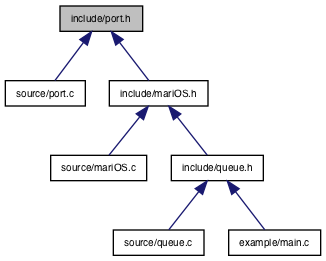 include/port.h
source/port.c
include/mariOS.h
source/mariOS.c
include/queue.h
source/queue.c
example/main.c